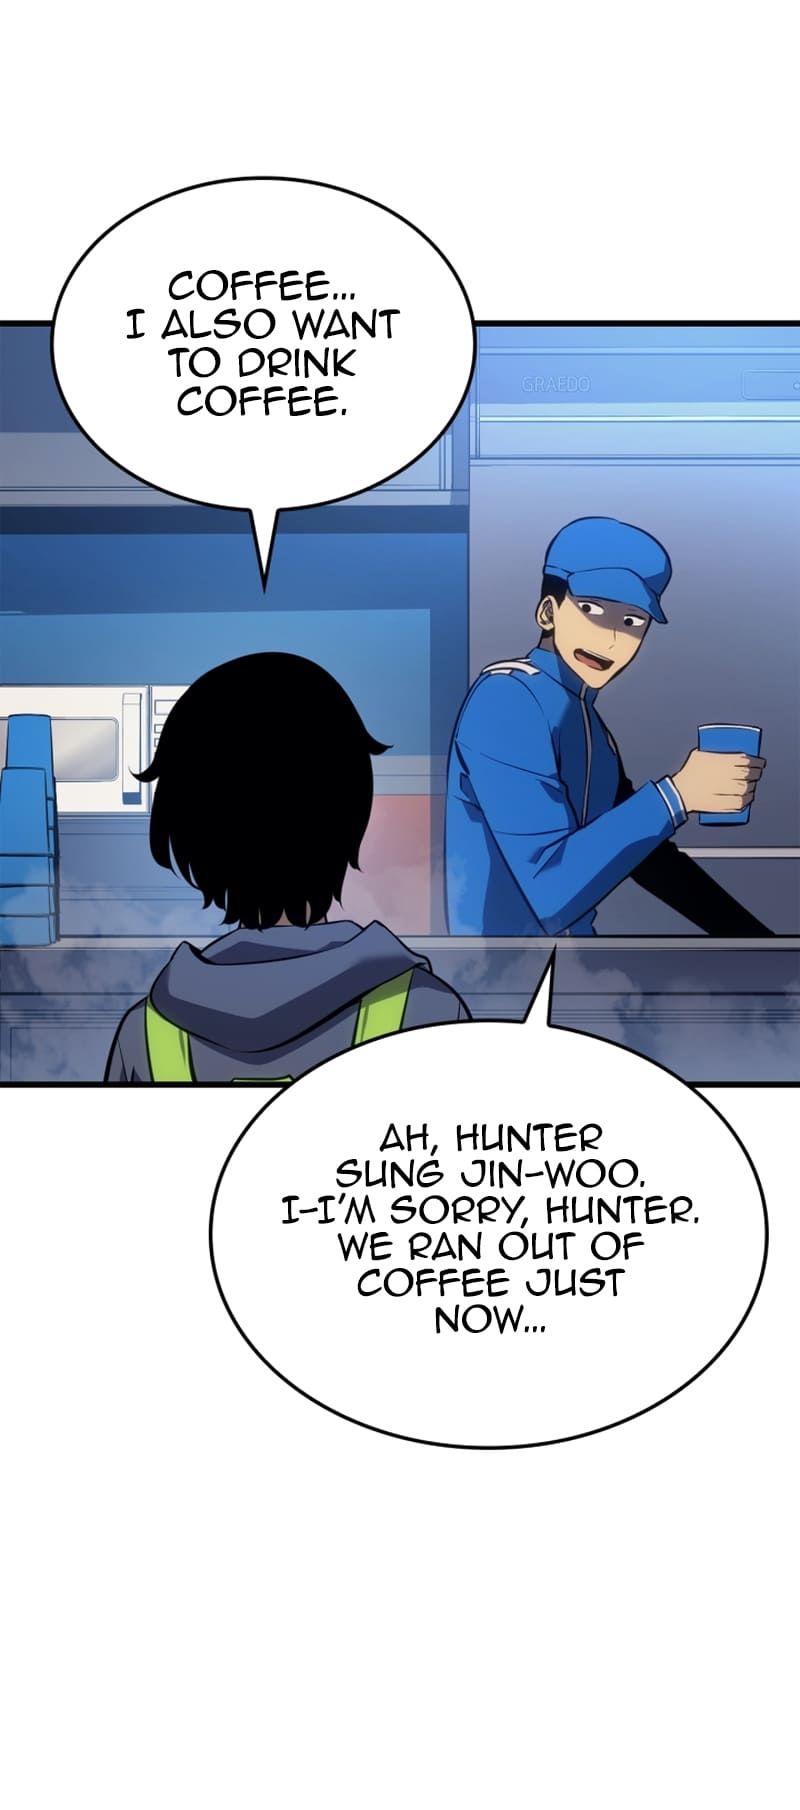 COFFEE...
I ALSO WANT
TO DRINK
COFFEE.
GRAEDO
AH, HUNTER
SUNG JIN-WOO.
I-I'M SORRY, HUNTER.
WE RAN OUT OF
COFFEE JUST
NOW...